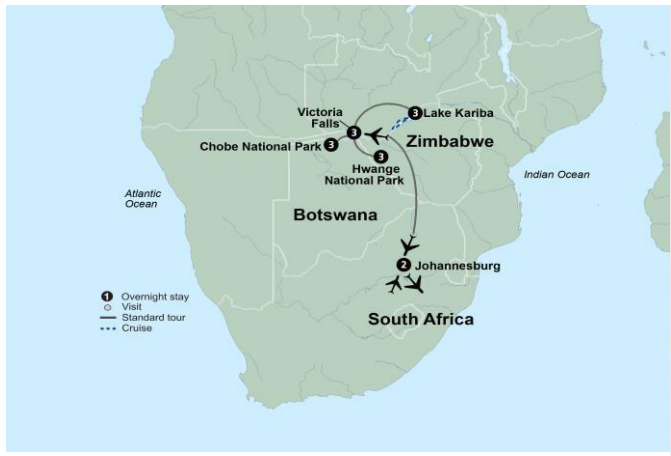 Victoria
Falls
3
3
Lake Kariba
Chobe National Park
3
Zimbabwe
3
Hwange
National Park
Indian Ocean
Atlantic
Ocean
Botswana
2
Johannesburg
1 Overnight stay
Visit
Standard tour
Cruise
South Africa